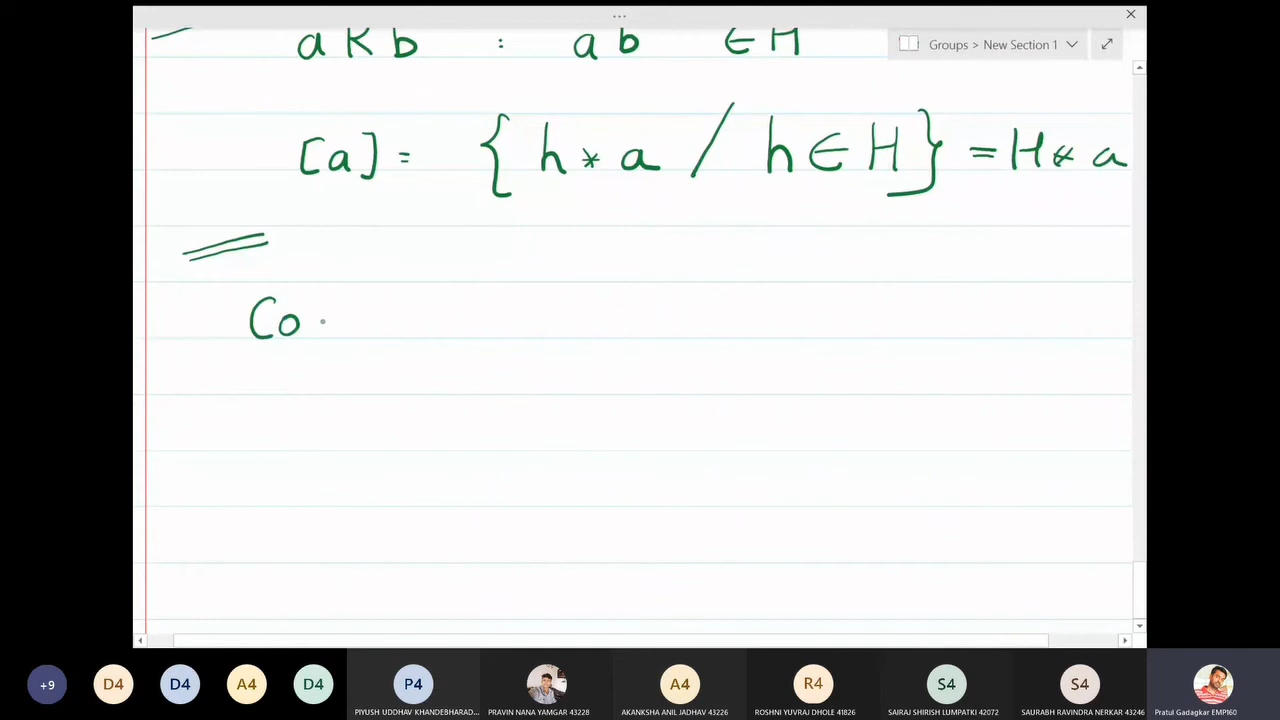 ...
Groups > New Section 1
a R b : a b ∈ H
[a] = { h * a / h ∈ H } = H * a
Co
+9 D4 D4 A4 D4 P4 A4 R4 S4 S4
PIYUSH UDDHAV KHANDEBHARAD... PRAVIN NANA YAMGAR 43228 AKANKSHA ANIL JADHAV 43226 ROSHNI YUVRAJ DHOLE 41826 SAIRAJ SHIRISH LUMPATKI 42072 SAURABH RAVINDRA NERKAR 43246 Pratul Gadagkar EMP160